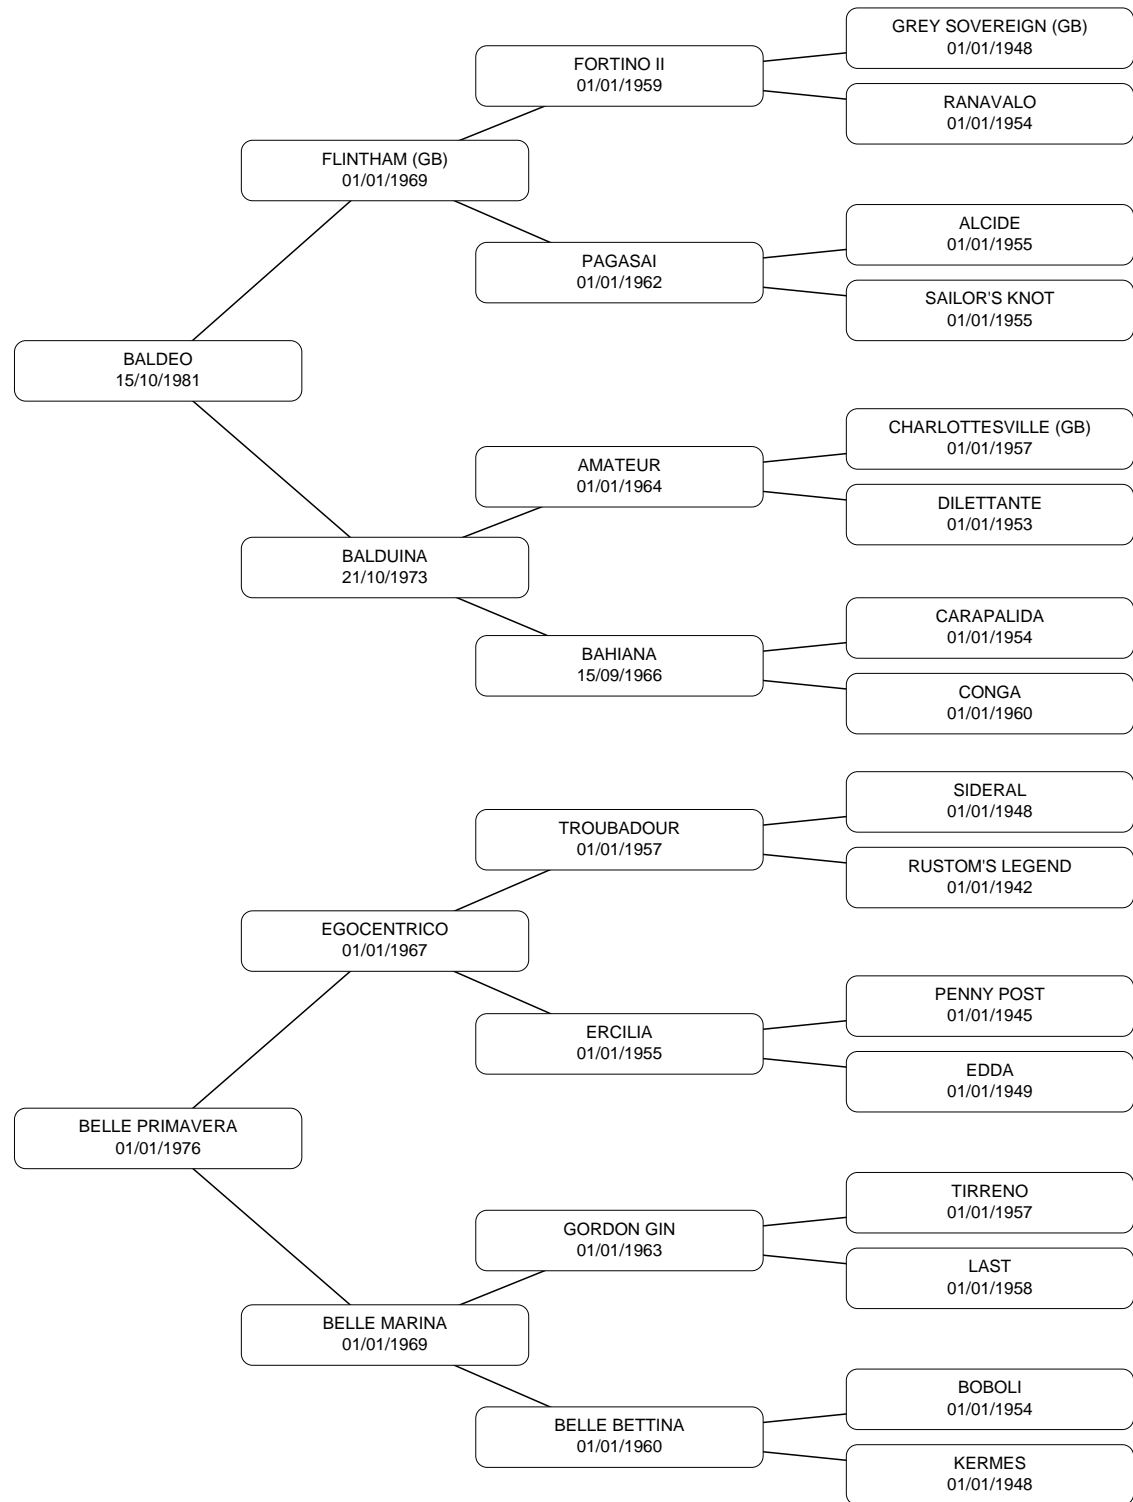 GREY SOVEREIGN (GB)
01/01/1948
FORTINO II
01/01/1959
RANAVALO
01/01/1954
FLINTHAM (GB)
01/01/1969
ALCIDE
01/01/1955
PAGASAI
01/01/1962
SAILOR'S KNOT
01/01/1955
BALDEO
15/10/1981
CHARLOTTESVILLE (GB)
01/01/1957
AMATEUR
01/01/1964
DILETTANTE
01/01/1953
BALDUINA
21/10/1973
CARAPALIDA
01/01/1954
BAHIANA
15/09/1966
CONGA
01/01/1960
SIDERAL
01/01/1948
TROUBADOUR
01/01/1957
RUSTOM'S LEGEND
01/01/1942
EGOCENTRICO
01/01/1967
PENNY POST
01/01/1945
ERCILIA
01/01/1955
EDDA
01/01/1949
BELLE PRIMAVERA
01/01/1976
TIRRENO
01/01/1957
GORDON GIN
01/01/1963
LAST
01/01/1958
BELLE MARINA
01/01/1969
BOBOLI
01/01/1954
BELLE BETTINA
01/01/1960
KERMES
01/01/1948